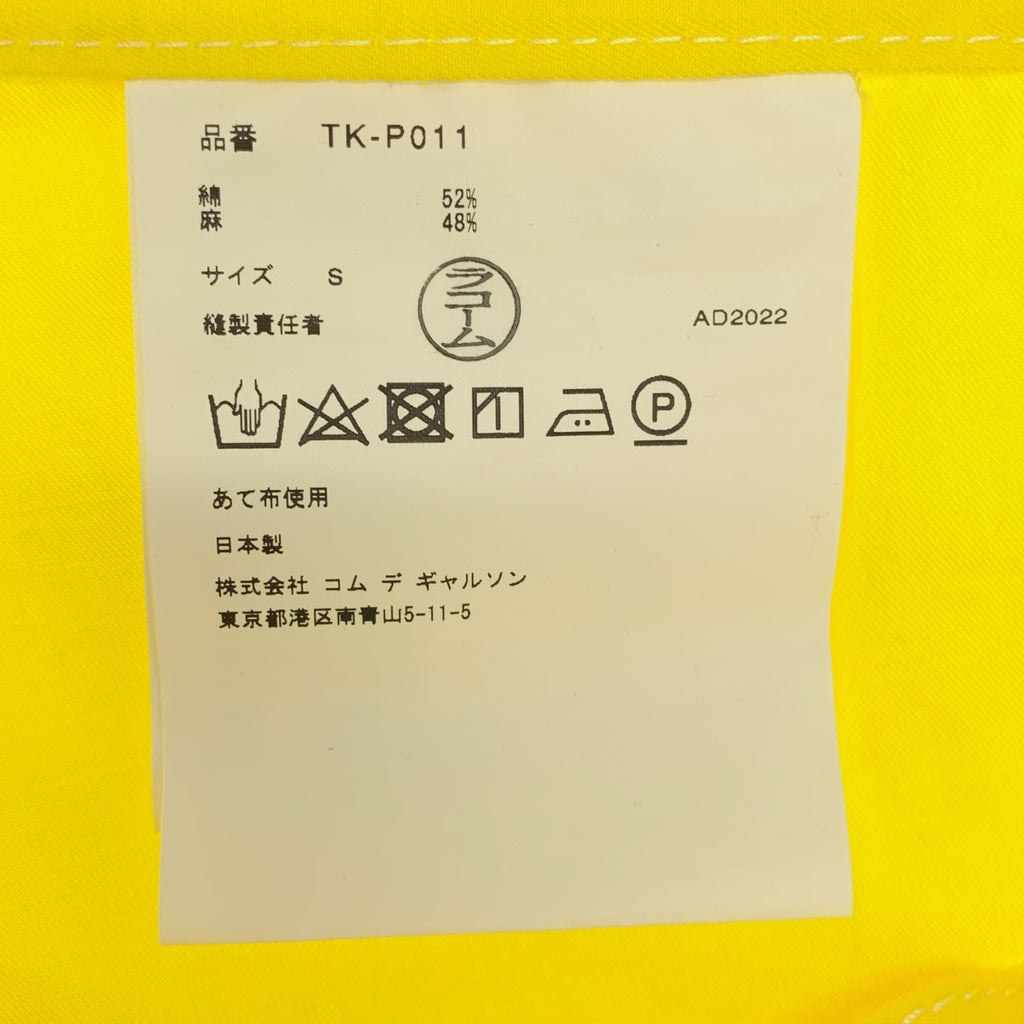 品番 TK-P011
綿 52%
麻 48%
サイズ S
縫製責任者 ラコーム AD2022
P
あて布使用
日本製
株式会社 コム デ ギャルソン
東京都港区南青山5-11-5